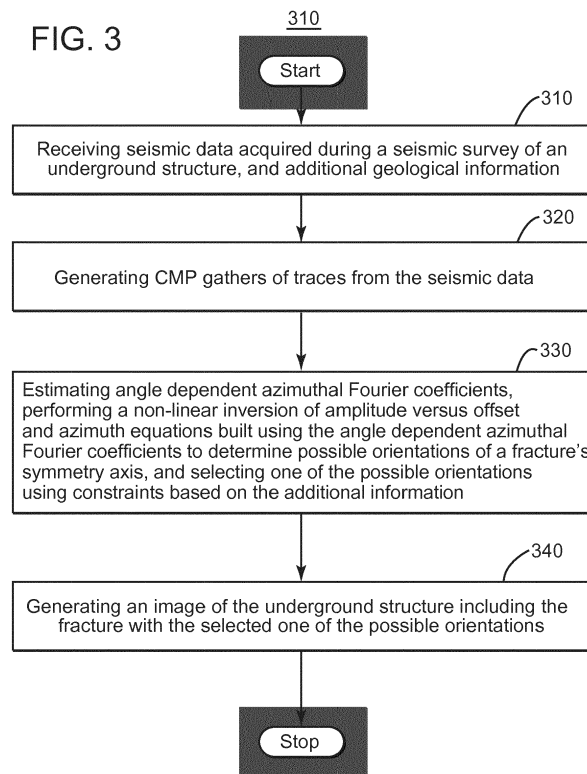 FIG. 3
310
Start
310
Receiving seismic data acquired during a seismic survey of an
underground structure, and additional geological information
320
Generating CMP gathers of traces from the seismic data
330
Estimating angle dependent azimuthal Fourier coefficients,
performing a non-linear inversion of amplitude versus offset
and azimuth equations built using the angle dependent azimuthal
Fourier coefficients to determine possible orientations of a fracture's
symmetry axis, and selecting one of the possible orientations
using constraints based on the additional information
340
Generating an image of the underground structure including the
fracture with the selected one of the possible orientations
Stop